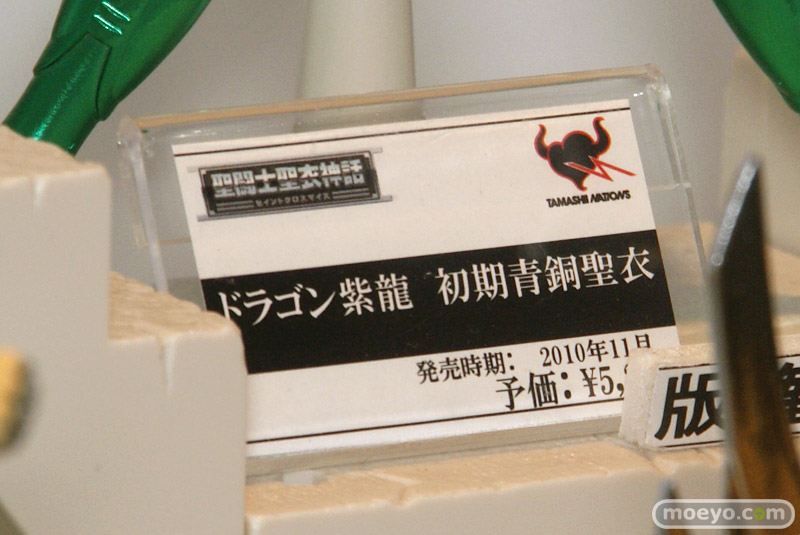 聖闘士聖衣神話
セイントクロスマイス
TAMASHII NATIONS
ドラゴン紫龍 初期青銅聖衣
発売時期: 2010年11月
予価: ¥5,
版
moeyo.com